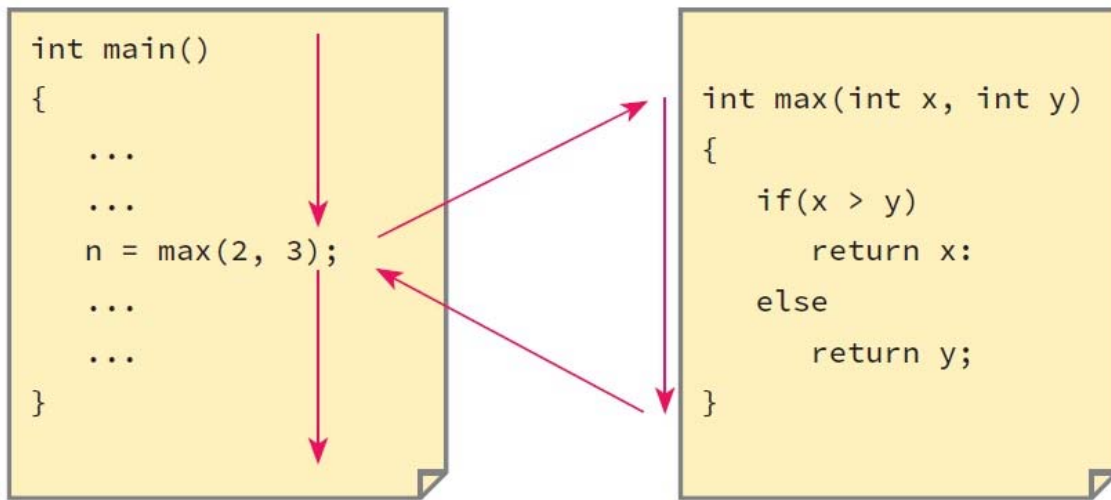 int main()
{
...
...
n = max(2, 3);
...
...
}
int max(int x, int y)
{
if(x > y)
return x:
else
return y;
}